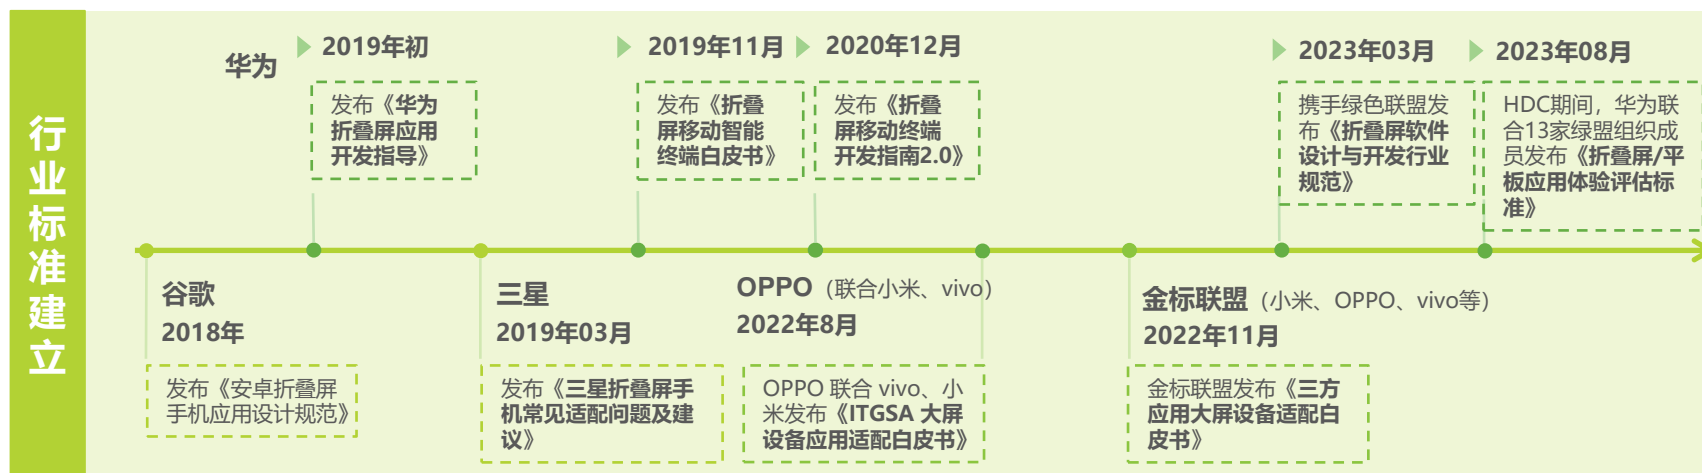 行业标准建立
华为
2019年初
发布《华为
折叠屏应用
开发指导》
2019年11月
发布《折叠
屏移动智能
终端白皮书》
2020年12月
发布《折叠
屏移动终端
开发指南2.0》
2023年03月
携手绿色联盟发
布《折叠屏软件
设计与开发行业
规范》
2023年08月
HDC期间，华为联
合13家绿盟组织成
员发布《折叠屏/平
板应用体验评估标
准》
谷歌
2018年
发布《安卓折叠屏
手机应用设计规范》
三星
2019年03月
发布《三星折叠屏手
机常见适配问题及建
议》
OPPO（联合小米、vivo）
2022年8月
OPPO 联合 vivo、小
米发布《ITGSA 大屏
设备应用适配白皮书》
金标联盟（小米、OPPO、vivo等）
2022年11月
金标联盟发布《三方
应用大屏设备适配白
皮书》